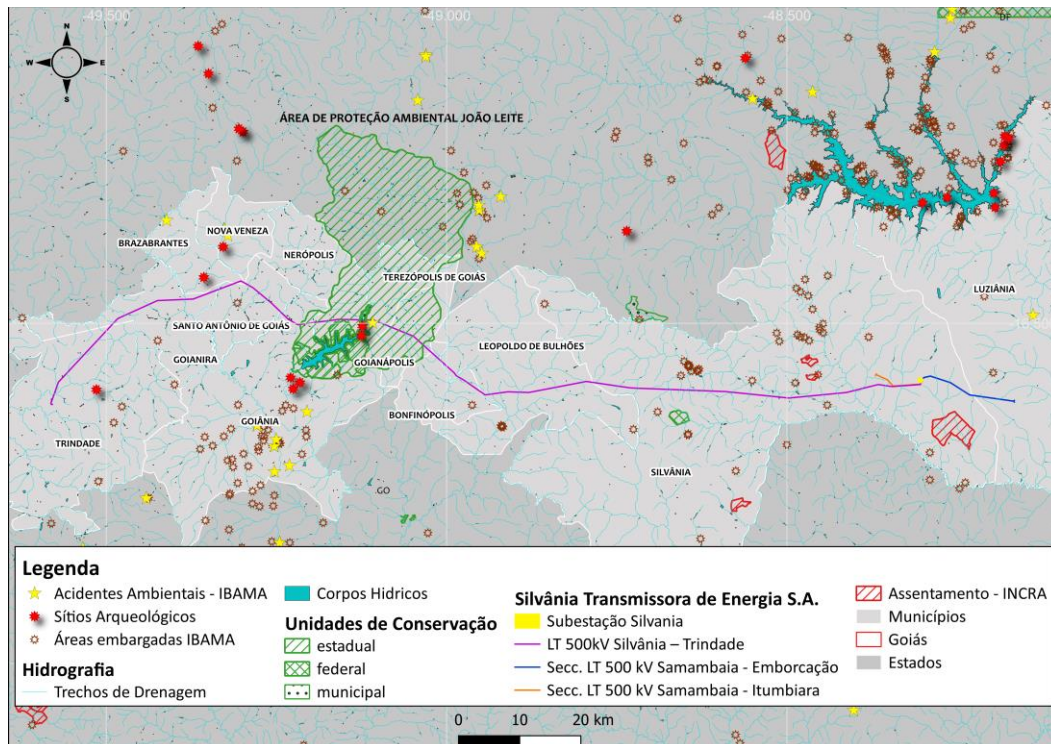 -49.500
-49.000
-48.500
DF
N
W
E
S
ÁREA DE PROTEÇÃO AMBIENTAL JOÃO LEITE
NOVA VENEZA
BRAZABRANTES
NERÓPOLIS
TEREZÓPOLIS DE GOIÁS
LUZIÂNIA
SANTO ANTÔNIO DE GOIÁS
LEOPOLDO DE BULHÕES
GOIANIRA
GOIANÁPOLIS
GOIÂNIA
BONFINÓPOLIS
TRINDADE
SILVÂNIA
GO
Legenda
Acidentes Ambientais - IBAMA
Sítios Arqueológicos
Áreas embargadas IBAMA
Hidrografia
Trechos de Drenagem
Corpos Hidricos
Unidades de Conservação
estadual
federal
municipal
Silvânia Transmissora de Energia S.A.
Subestação Silvania
LT 500kV Silvânia – Trindade
Secc. LT 500 kV Samambaia - Emborcação
Secc. LT 500 kV Samambaia - Itumbiara
Assentamento - INCRA
Municípios
Goiás
Estados
0 10 20 km